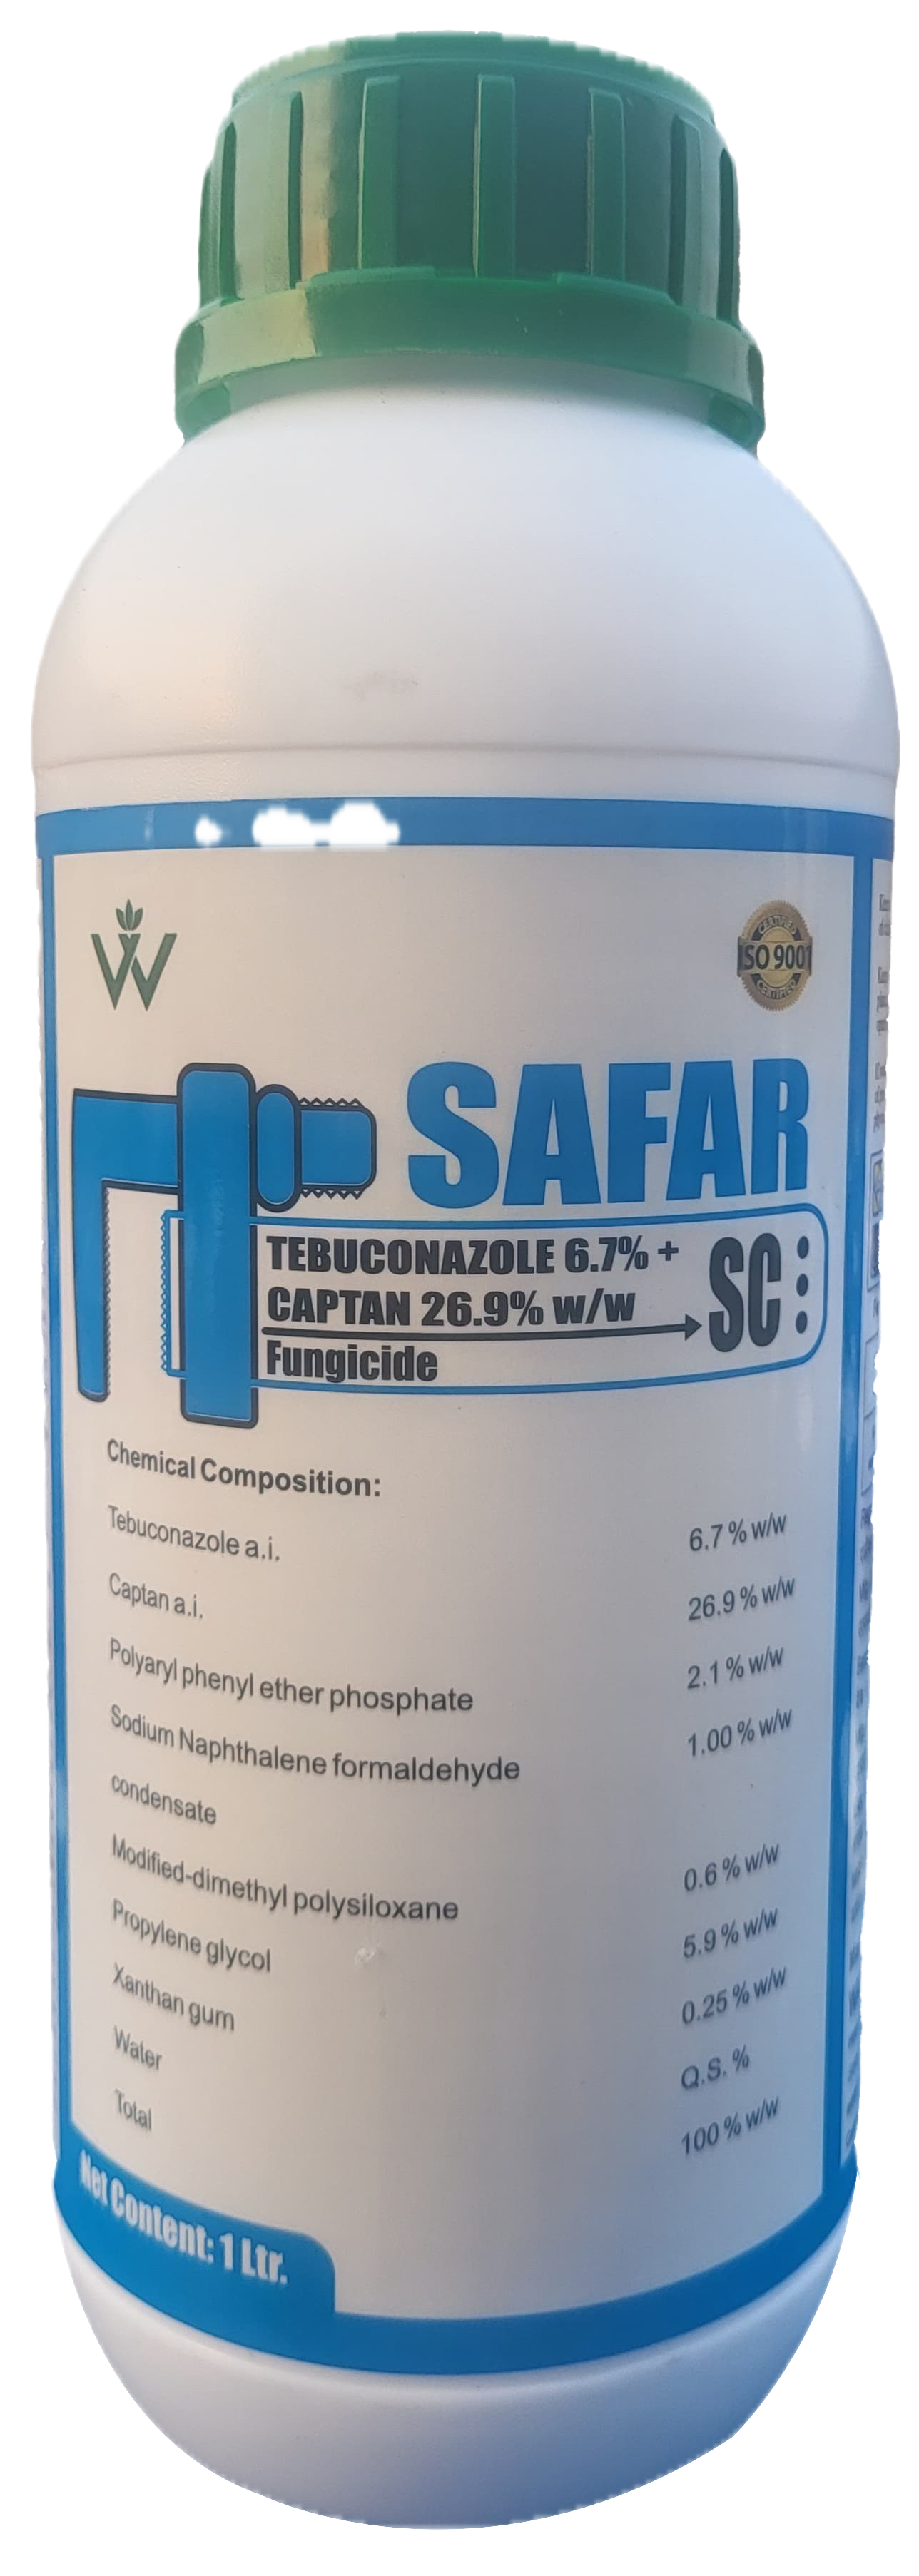 W
CERTIFIED
ISO 9001
CERTIFIED
SAFAR
TEBUCONAZOLE 6.7% +
CAPTAN 26.9% w/w
SC
Fungicide
Chemical Composition:
Tebuconazole a.i. 6.7 % w/w
Captan a.i. 26.9 % w/w
Polyaryl phenyl ether phosphate 2.1 % w/w
Sodium Naphthalene formaldehyde 1.00 % w/w
condensate
Modified-dimethyl polysiloxane 0.6 % w/w
Propylene glycol 5.9 % w/w
Xanthan gum 0.25 % w/w
Water Q.S. %
Total 100 % w/w
Net Content: 1 Ltr.